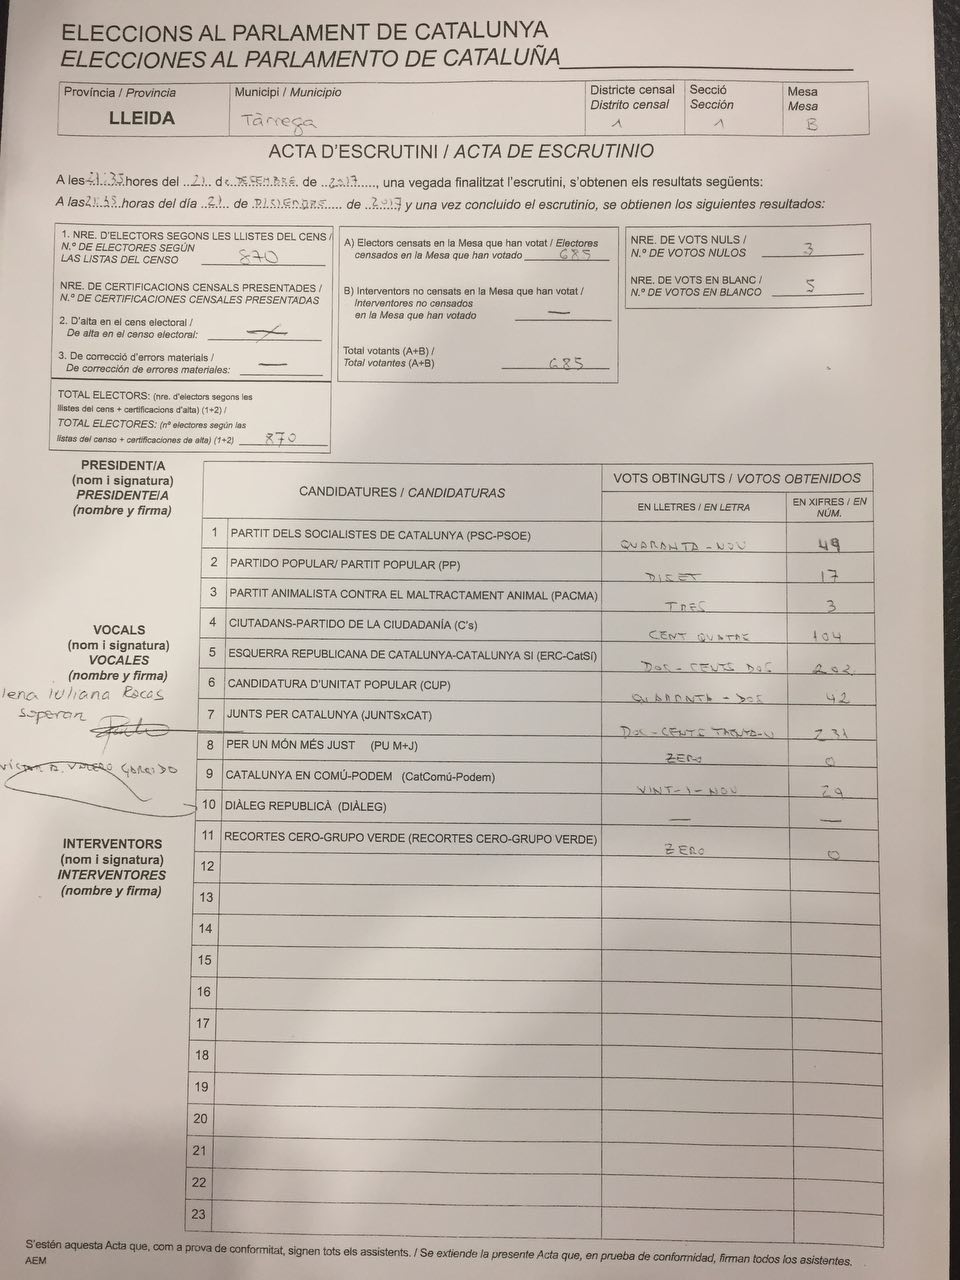 ELECCIONS AL PARLAMENT DE CATALUNYA
ELECCIONES AL PARLAMENTO DE CATALUÑA
Província / Provincia
LLEIDA
Municipi / Municipio
Tàrrega
Districte censal
Distrito censal
1
Secció
Sección
1
Mesa
Mesa
B
ACTA D'ESCRUTINI / ACTA DE ESCRUTINIO
A les 21:35 hores del 21 de DESEMBRE de 2017, una vegada finalitzat l'escrutini, s'obtenen els resultats següents:
A las 21:35 horas del día 21 de DICIEMBRE de 2017 y una vez concluido el escrutinio, se obtienen los siguientes resultados:
1. NRE. D'ELECTORS SEGONS LES LLISTES DEL CENS /
N.º DE ELECTORES SEGÚN
LAS LISTAS DEL CENSO 870
NRE. DE CERTIFICACIONS CENSALS PRESENTADES /
N.º DE CERTIFICACIONES CENSALES PRESENTADAS
2. D'alta en el cens electoral /
De alta en el censo electoral: —
3. De correcció d'errors materials /
De corrección de errores materiales: —
TOTAL ELECTORS: (nre. d'electors segons les
llistes del cens + certificacions d'alta) (1+2) /
TOTAL ELECTORES: (nº electores según las
listas del censo + certificaciones de alta) (1+2) 870
A) Electors censats en la Mesa que han votat / Electores
censados en la Mesa que han votado 685
B) Interventors no censats en la Mesa que han votat /
Interventores no censados
en la Mesa que han votado —
Total votants (A+B) /
Total votantes (A+B) 685
NRE. DE VOTS NULS /
N.º DE VOTOS NULOS 3
NRE. DE VOTS EN BLANC /
N.º DE VOTOS EN BLANCO 5
PRESIDENT/A
(nom i signatura)
PRESIDENTE/A
(nombre y firma)
VOCALS
(nom i signatura)
VOCALES
(nombre y firma)
Iuliana Rocas
INTERVENTORS
(nom i signatura)
INTERVENTORES
(nombre y firma)
CANDIDATURES / CANDIDATURAS
VOTS OBTINGUTS / VOTOS OBTENIDOS
EN LLETRES / EN LETRA
EN XIFRES / EN NÚM.
1 PARTIT DELS SOCIALISTES DE CATALUNYA (PSC-PSOE) QUARANTA-NOU 49
2 PARTIDO POPULAR/ PARTIT POPULAR (PP) DISET 17
3 PARTIT ANIMALISTA CONTRA EL MALTRACTAMENT ANIMAL (PACMA) TRES 3
4 CIUTADANS-PARTIDO DE LA CIUDADANÍA (C's) CENT QUATRE 104
5 ESQUERRA REPUBLICANA DE CATALUNYA-CATALUNYA SI (ERC-CatSí) DOS-CENTS DOS 202
6 CANDIDATURA D'UNITAT POPULAR (CUP) QUARANTA-DOS 42
7 JUNTS PER CATALUNYA (JUNTSxCAT) DOS-CENTS TRENTA-U 231
8 PER UN MÓN MÉS JUST (PU M+J) ZERO 0
9 CATALUNYA EN COMÚ-PODEM (CatComú-Podem) VINT-I-NOU 29
10 DIÀLEG REPUBLICÀ (DIÀLEG) — —
11 RECORTES CERO-GRUPO VERDE (RECORTES CERO-GRUPO VERDE) ZERO 0
12
13
14
15
16
17
18
19
20
21
22
23
S'estén aquesta Acta que, com a prova de conformitat, signen tots els assistents. / Se extiende la presente Acta que, en prueba de conformidad, firman todos los asistentes.
AEM